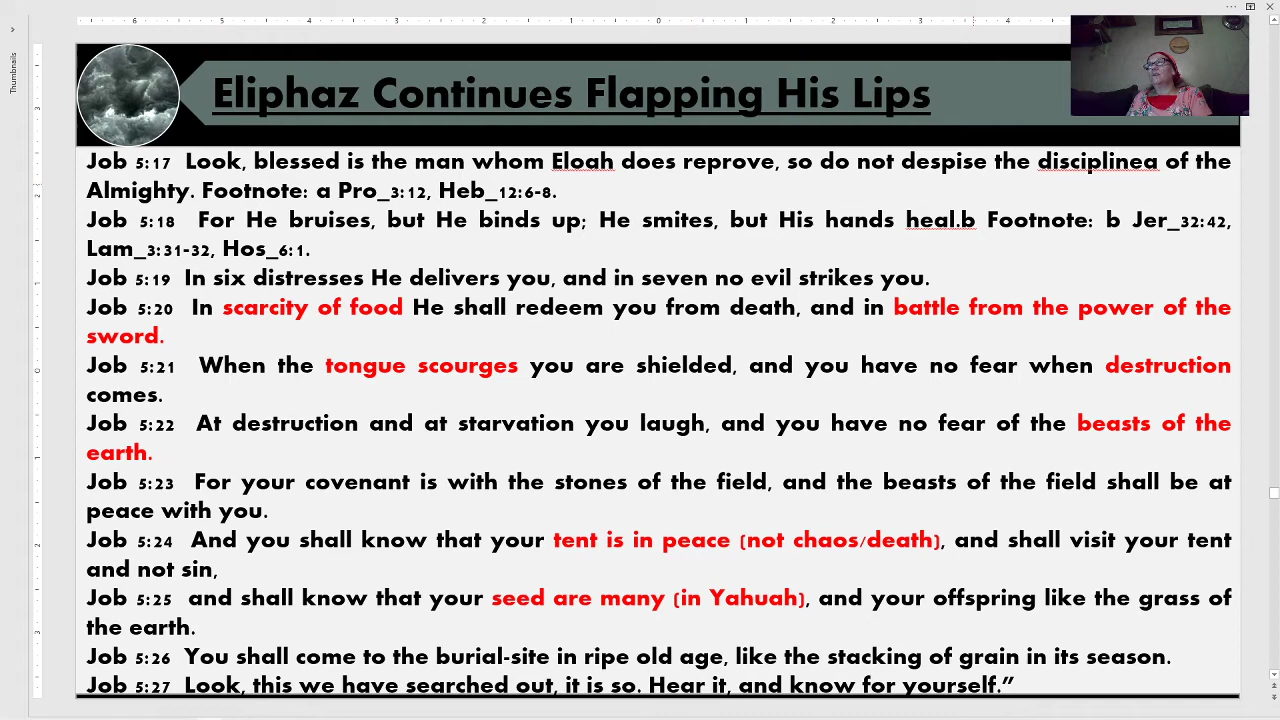 6 5 4 3 2 1 0 1 2 3 4
Thumbnails
Eliphaz Continues Flapping His Lips
Job 5:17 Look, blessed is the man whom Eloah does reprove, so do not despise the disciplinea of the
Almighty. Footnote: a Pro_3:12, Heb_12:6-8.
Job 5:18 For He bruises, but He binds up; He smites, but His hands heal.b Footnote: b Jer_32:42,
Lam_3:31-32, Hos_6:1.
Job 5:19 In six distresses He delivers you, and in seven no evil strikes you.
Job 5:20 In scarcity of food He shall redeem you from death, and in battle from the power of the
sword.
Job 5:21 When the tongue scourges you are shielded, and you have no fear when destruction
comes.
Job 5:22 At destruction and at starvation you laugh, and you have no fear of the beasts of the
earth.
Job 5:23 For your covenant is with the stones of the field, and the beasts of the field shall be at
peace with you.
Job 5:24 And you shall know that your tent is in peace (not chaos/death), and shall visit your tent
and not sin,
Job 5:25 and shall know that your seed are many (in Yahuah), and your offspring like the grass of
the earth.
Job 5:26 You shall come to the burial-site in ripe old age, like the stacking of grain in its season.
Job 5:27 Look, this we have searched out, it is so. Hear it, and know for yourself.”